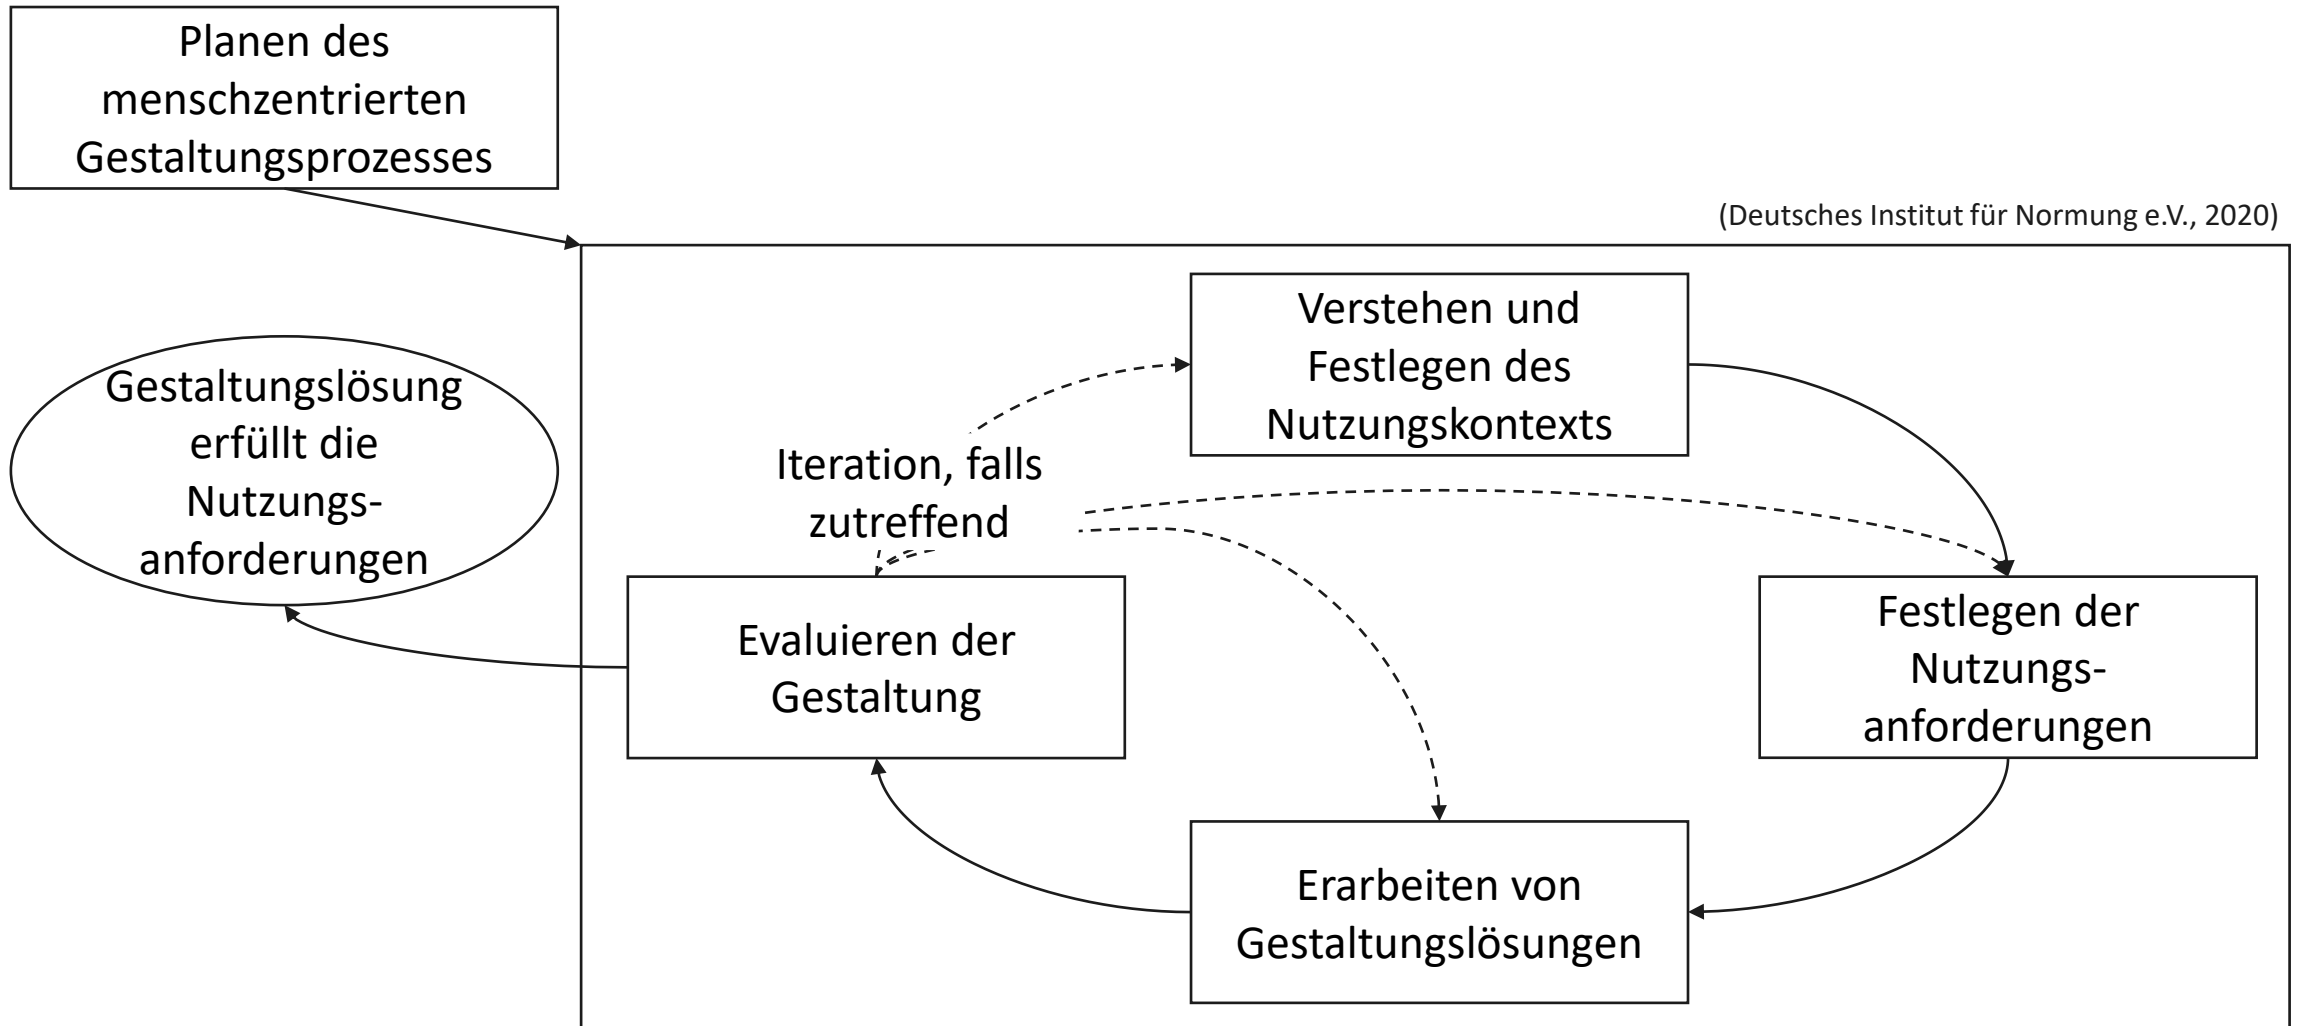 Planen des
menschzentrierten
Gestaltungsprozesses
(Deutsches Institut für Normung e.V., 2020)
Verstehen und
Festlegen des
Nutzungskontexts
Gestaltungslösung
erfüllt die
Nutzungs-
anforderungen
Iteration, falls
zutreffend
Evaluieren der
Gestaltung
Festlegen der
Nutzungs-
anforderungen
Erarbeiten von
Gestaltungslösungen